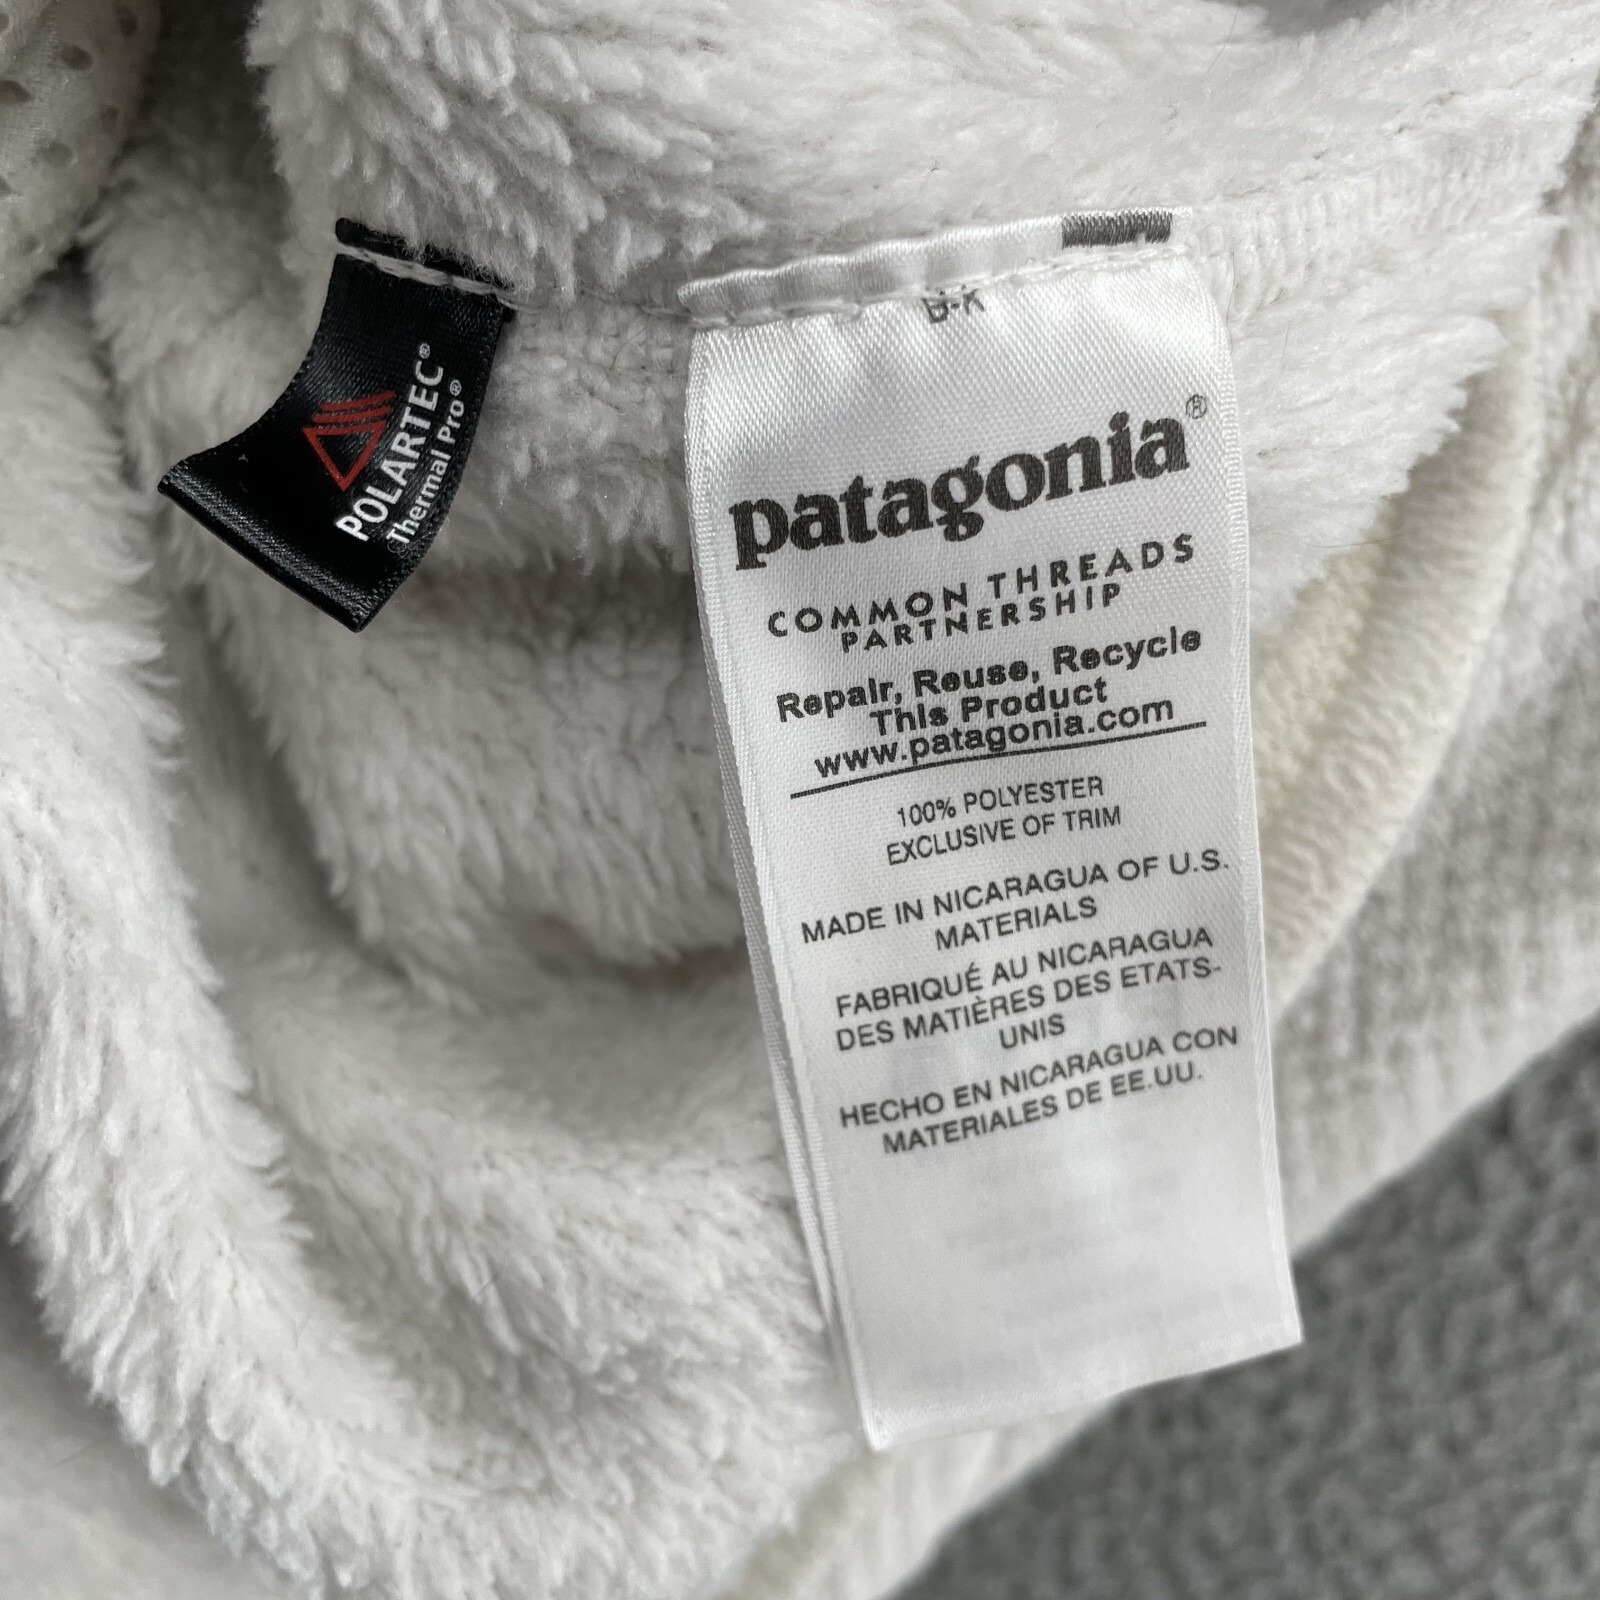 POLARTEC®
Thermal Pro®
B-K
patagonia®
COMMON THREADS
PARTNERSHIP
Repair, Reuse, Recycle
This Product
www.patagonia.com
100% POLYESTER
EXCLUSIVE OF TRIM
MADE IN NICARAGUA OF U.S.
MATERIALS
FABRIQUÉ AU NICARAGUA
DES MATIÈRES DES ETATS-
UNIS
HECHO EN NICARAGUA CON
MATERIALES DE EE.UU.